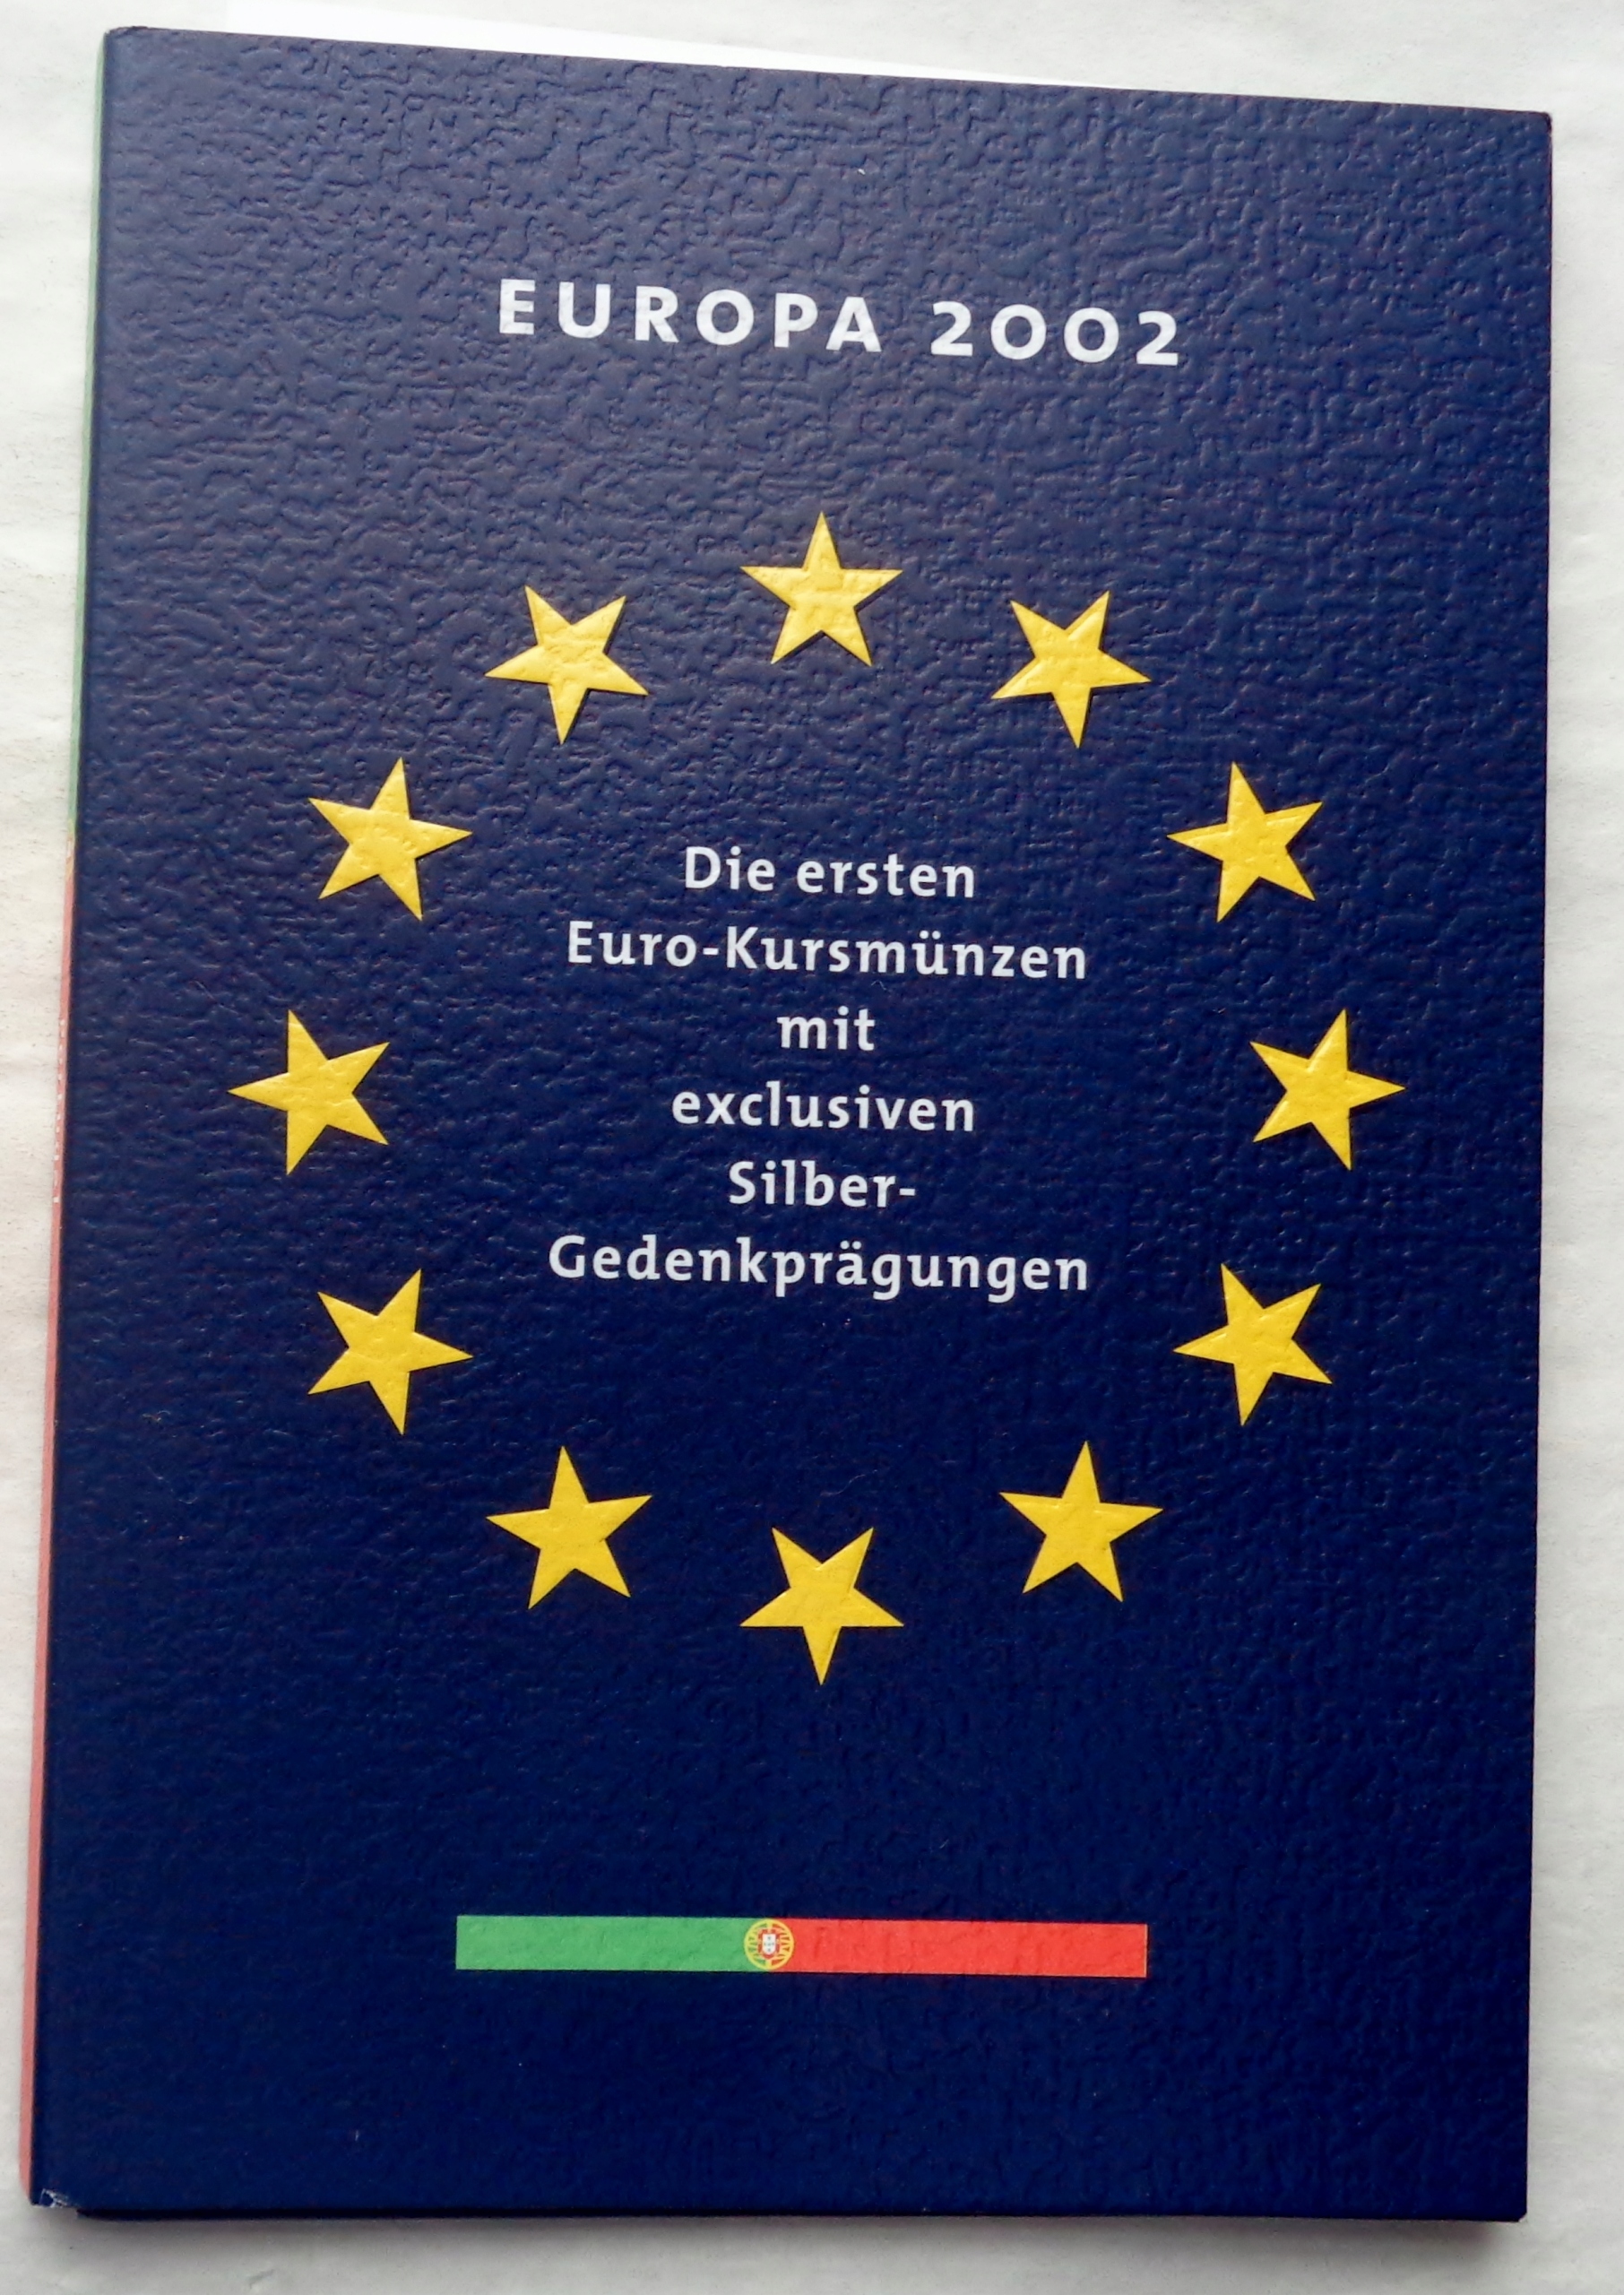 EUROPA 2002
Die ersten
Euro-Kursmünzen
mit
exclusiven
Silber-
Gedenkprägungen